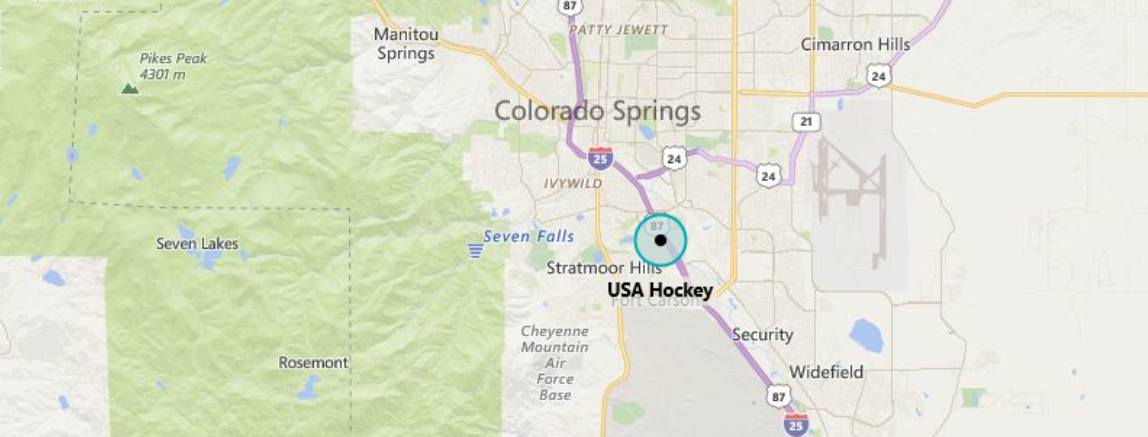 87
PATTY JEWETT
Manitou
Springs
Cimarron Hills
Pikes Peak
4301 m
24
Colorado Springs
21
25
24
24
IVYWILD
87
Seven Falls
Seven Lakes
Stratmoor Hills
USA Hockey
Fort Carson
Cheyenne
Mountain
Air
Force
Base
Security
Rosemont
Widefield
87
25